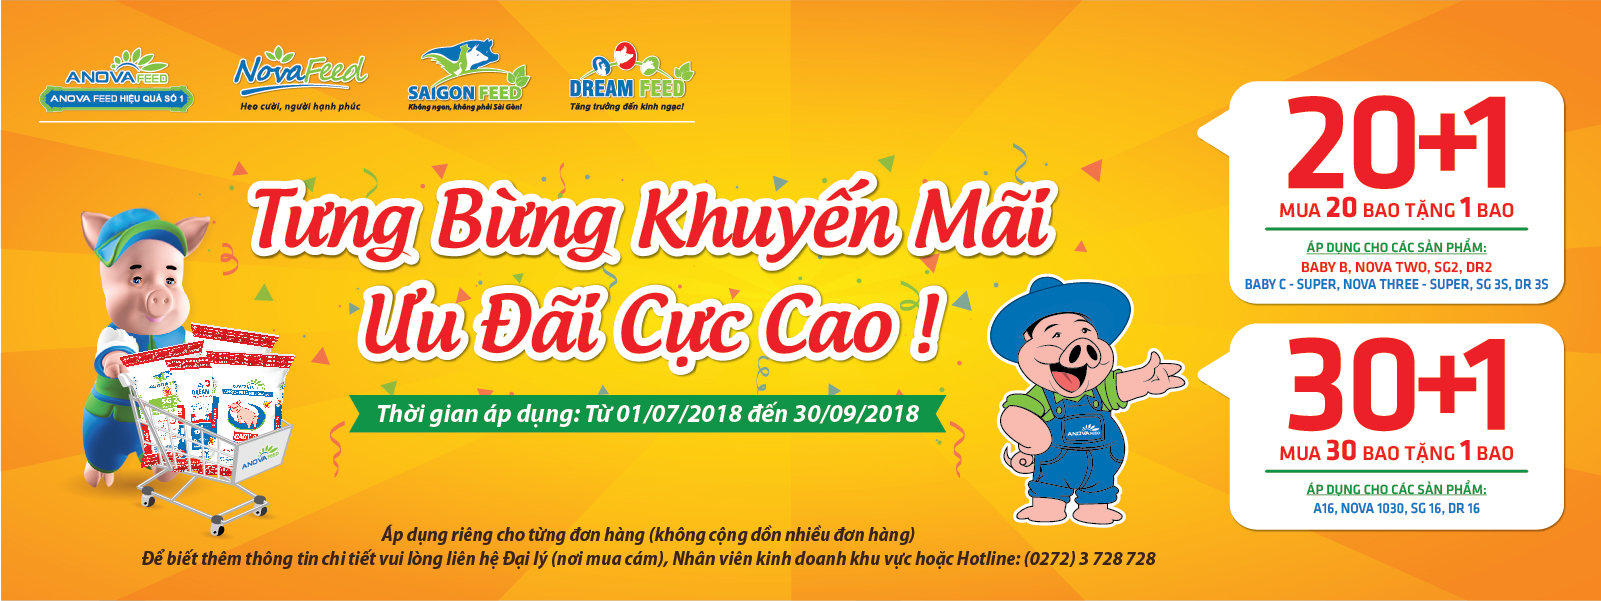 ANOVA FEED
ANOVA FEED HIỆU QUẢ SỐ 1
NovaFeed
Heo cười, người hạnh phúc
SAIGON FEED
Không ngon, không phải Sài Gòn!
DREAM FEED
Tăng trưởng đến kinh ngạc!
Tưng Bừng Khuyến Mãi
Ưu Đãi Cực Cao !
Thời gian áp dụng: Từ 01/07/2018 đến 30/09/2018
ANOVA FEED
ANOVA FEED
Áp dụng riêng cho từng đơn hàng (không cộng dồn nhiều đơn hàng)
Để biết thêm thông tin chi tiết vui lòng liên hệ Đại lý (nơi mua cám), Nhân viên kinh doanh khu vực hoặc Hotline: (0272) 3 728 728
20+1
MUA 20 BAO TẶNG 1 BAO
ÁP DỤNG CHO CÁC SẢN PHẨM:
BABY B, NOVA TWO, SG2, DR2
BABY C - SUPER, NOVA THREE - SUPER, SG 3S, DR 3S
30+1
MUA 30 BAO TẶNG 1 BAO
ÁP DỤNG CHO CÁC SẢN PHẨM:
A16, NOVA 1030, SG 16, DR 16